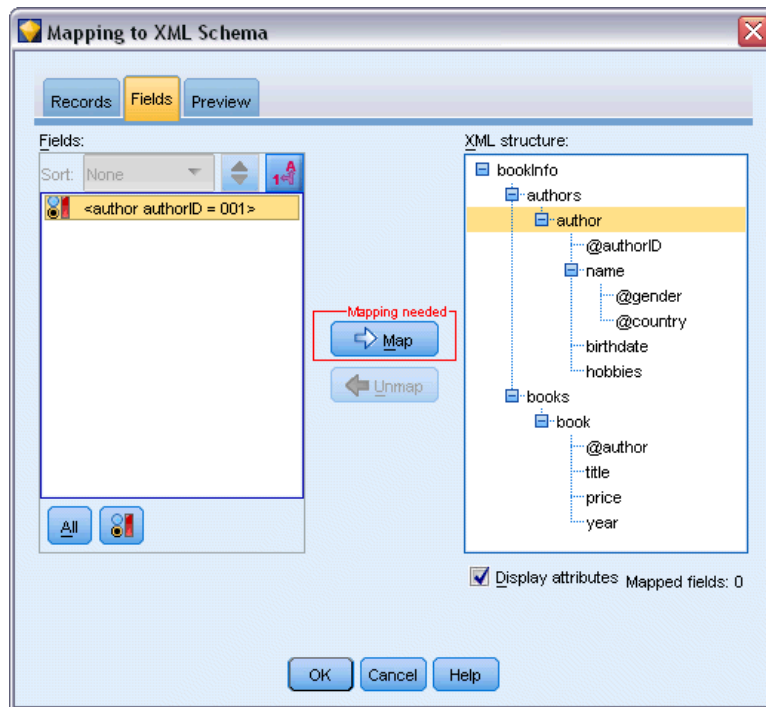 Mapping to XML Schema
Records Fields Preview
Fields:
Sort: None
A
1
<author authorID = 001>
Mapping needed
Map
Unmap
All
XML structure:
bookInfo
authors
author
@authorID
name
@gender
@country
birthdate
hobbies
books
book
@author
title
price
year
Display attributes Mapped fields: 0
OK Cancel Help